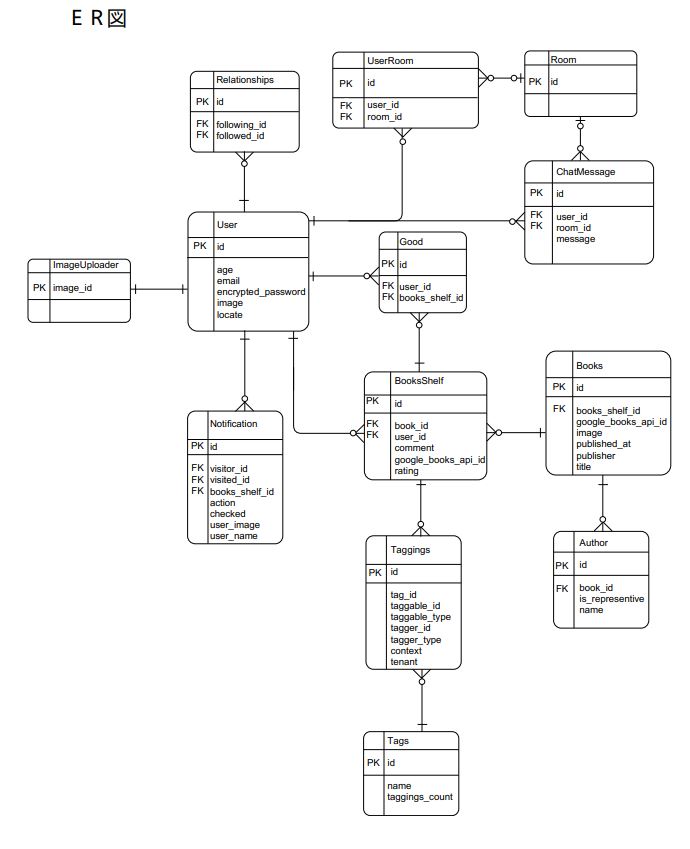 ER図
UserRoom
PK id
FK user_id
FK room_id
Room
PK id
Relationships
PK id
FK following_id
FK followed_id
ChatMessage
PK id
FK user_id
FK room_id
message
User
PK id
age
email
encrypted_password
image
locate
Good
PK id
FK user_id
FK books_shelf_id
ImageUploader
PK image_id
BooksShelf
PK id
FK book_id
FK user_id
comment
google_books_api_id
rating
Books
PK id
FK books_shelf_id
google_books_api_id
image
published_at
publisher
title
Notification
PK id
FK visitor_id
FK visited_id
FK books_shelf_id
action
checked
user_image
user_name
Taggings
PK id
tag_id
taggable_id
taggable_type
tagger_id
tagger_type
context
tenant
Author
PK id
FK book_id
is_representive
name
Tags
PK id
name
taggings_count